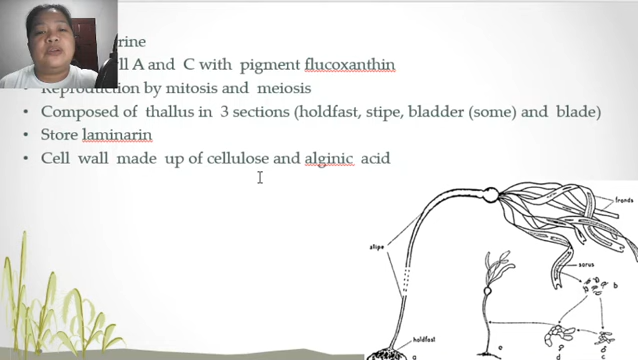 rine
ll A and C with pigment flucoxanthin
Reproduction by mitosis and meiosis
• Composed of thallus in 3 sections (holdfast, stipe, bladder (some) and blade)
• Store laminarin
• Cell wall made up of cellulose and alginic acid
fronds
stipe
sorus
b
holdfast
a
e
d
c